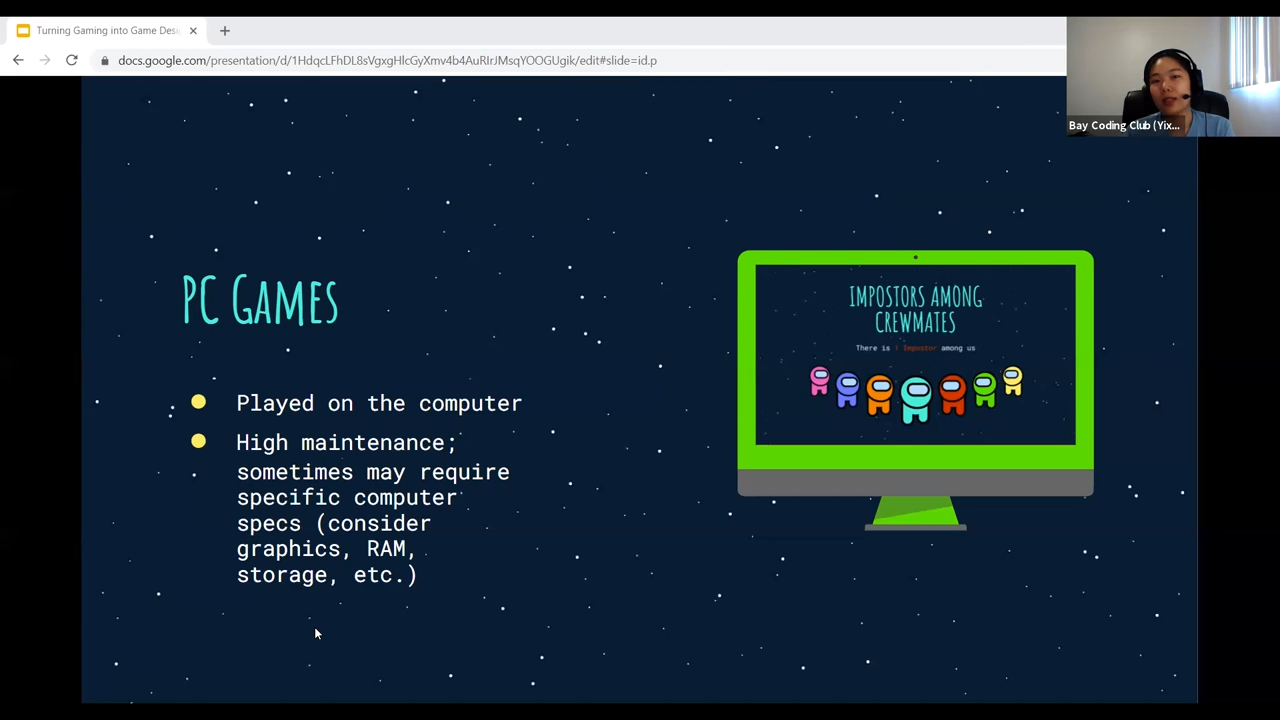 Turning Gaming into Game Des
docs.google.com/presentation/d/1HdqcLFhDL8sVgxgHlcGyXmv4b4AuRIrJMsqYOOGUgik/edit#slide=id.p
Bay Coding Club (Yix...
PC GAMES
Played on the computer
High maintenance;
sometimes may require
specific computer
specs (consider
graphics, RAM,
storage, etc.)
IMPOSTORS AMONG
CREWMATES
There is 1 Impostor among us